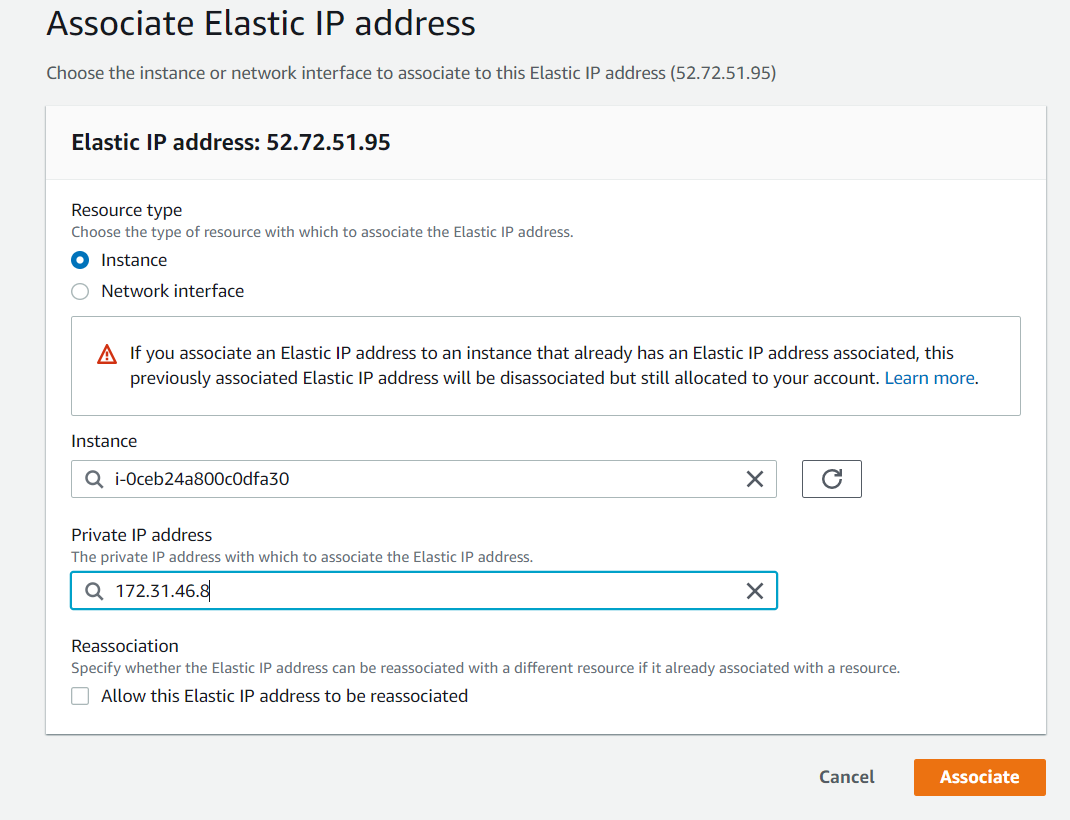 Associate Elastic IP address
Choose the instance or network interface to associate to this Elastic IP address (52.72.51.95)
Elastic IP address: 52.72.51.95
Resource type
Choose the type of resource with which to associate the Elastic IP address.
Instance
Network interface
If you associate an Elastic IP address to an instance that already has an Elastic IP address associated, this
previously associated Elastic IP address will be disassociated but still allocated to your account. Learn more.
Instance
i-0ceb24a800c0dfa30
Private IP address
The private IP address with which to associate the Elastic IP address.
172.31.46.8
Reassociation
Specify whether the Elastic IP address can be reassociated with a different resource if it already associated with a resource.
Allow this Elastic IP address to be reassociated
Cancel Associate